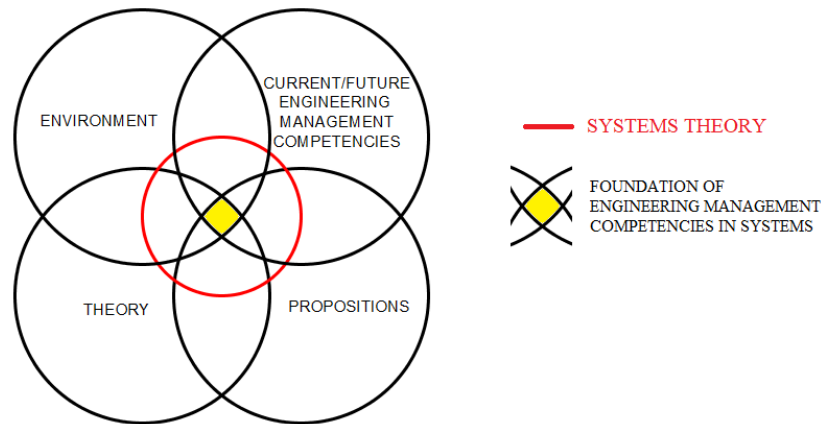 ENVIRONMENT
CURRENT/FUTURE
ENGINEERING
MANAGEMENT
COMPETENCIES
THEORY
PROPOSITIONS
SYSTEMS THEORY
FOUNDATION OF
ENGINEERING MANAGEMENT
COMPETENCIES IN SYSTEMS